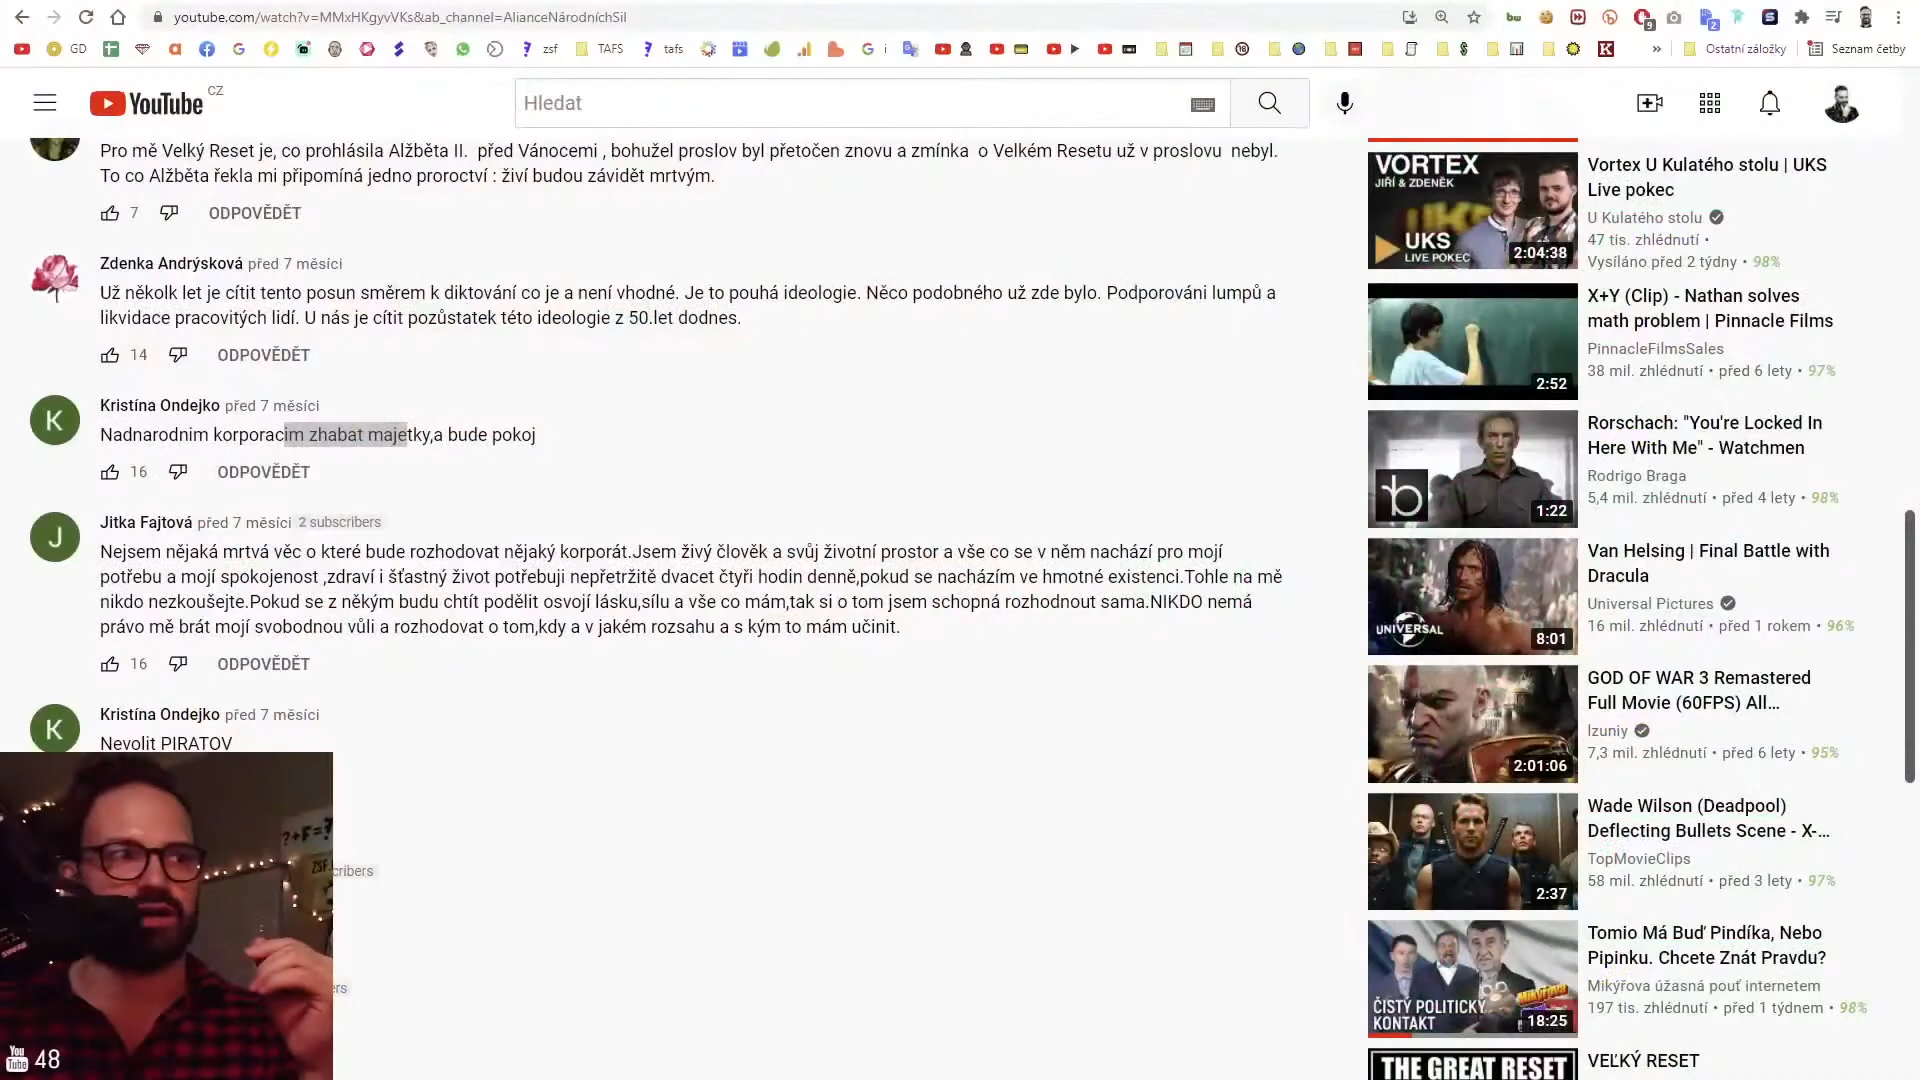 youtube.com/watch?v=MMxHKgyvVKs&ab_channel=AlianceNárodníchSil
9
2
GD
zsf
TAFS
tafs
i
Ostatní záložky
Seznam četby
YouTube CZ
Hledat
Pro mě Velký Reset je, co prohlásila Alžběta II.  před Vánocemi , bohužel proslov byl přetočen znovu a zmínka  o Velkém Resetu už v proslovu  nebyl.
To co Alžběta řekla mi připomíná jedno proroctví : živí budou závidět mrtvým.
7 ODPOVĚDĚT
Zdenka Andrýsková před 7 měsíci
Už několk let je cítit tento posun směrem k diktování co je a není vhodné. Je to pouhá ideologie. Něco podobného už zde bylo. Podporováni lumpů a
likvidace pracovitých lidí. U nás je cítit pozůstatek této ideologie z 50.let dodnes.
14 ODPOVĚDĚT
K
Kristína Ondejko před 7 měsíci
Nadnarodnim korporacim zhabat majetky,a bude pokoj
16 ODPOVĚDĚT
J
Jitka Fajtová před 7 měsíci 2 subscribers
Nejsem nějaká mrtvá věc o které bude rozhodovat nějaký korporát.Jsem živý člověk a svůj životní prostor a vše co se v něm nachází pro mojí
potřebu a mojí spokojenost ,zdraví i šťastný život potřebuji nepřetržitě dvacet čtyři hodin denně,pokud se nacházím ve hmotné existenci.Tohle na mě
nikdo nezkoušejte.Pokud se z někým budu chtít podělit osvojí lásku,sílu a vše co mám,tak si o tom jsem schopná rozhodnout sama.NIKDO nemá
právo mě brát mojí svobodnou vůli a rozhodovat o tom,kdy a v jakém rozsahu a s kým to mám učinit.
16 ODPOVĚDĚT
K
Kristína Ondejko před 7 měsíci
Nevolit PIRATOV
cribers
ers
You Tube 48
VORTEX
JIŘÍ & ZDENĚK
UKS
LIVE POKEC
2:04:38
Vortex U Kulatého stolu | UKS
Live pokec
U Kulatého stolu
47 tis. zhlédnutí •
Vysíláno před 2 týdny • 98%
2:52
X+Y (Clip) - Nathan solves
math problem | Pinnacle Films
PinnacleFilmsSales
38 mil. zhlédnutí • před 6 lety • 97%
b
1:22
Rorschach: "You're Locked In
Here With Me" - Watchmen
Rodrigo Braga
5,4 mil. zhlédnutí • před 4 lety • 98%
UNIVERSAL
8:01
Van Helsing | Final Battle with
Dracula
Universal Pictures
16 mil. zhlédnutí • před 1 rokem • 96%
2:01:06
GOD OF WAR 3 Remastered
Full Movie (60FPS) All…
Izuniy
7,3 mil. zhlédnutí • před 6 lety • 95%
2:37
Wade Wilson (Deadpool)
Deflecting Bullets Scene - X-…
TopMovieClips
58 mil. zhlédnutí • před 3 lety • 97%
ČISTÝ POLITICKÝ
KONTAKT
18:25
Tomio Má Buď Pindíka, Nebo
Pipinku. Chcete Znát Pravdu?
Mikýřova úžasná pouť internetem
197 tis. zhlédnutí • před 1 týdnem • 98%
THE GREAT RESET
VEĽKÝ RESET